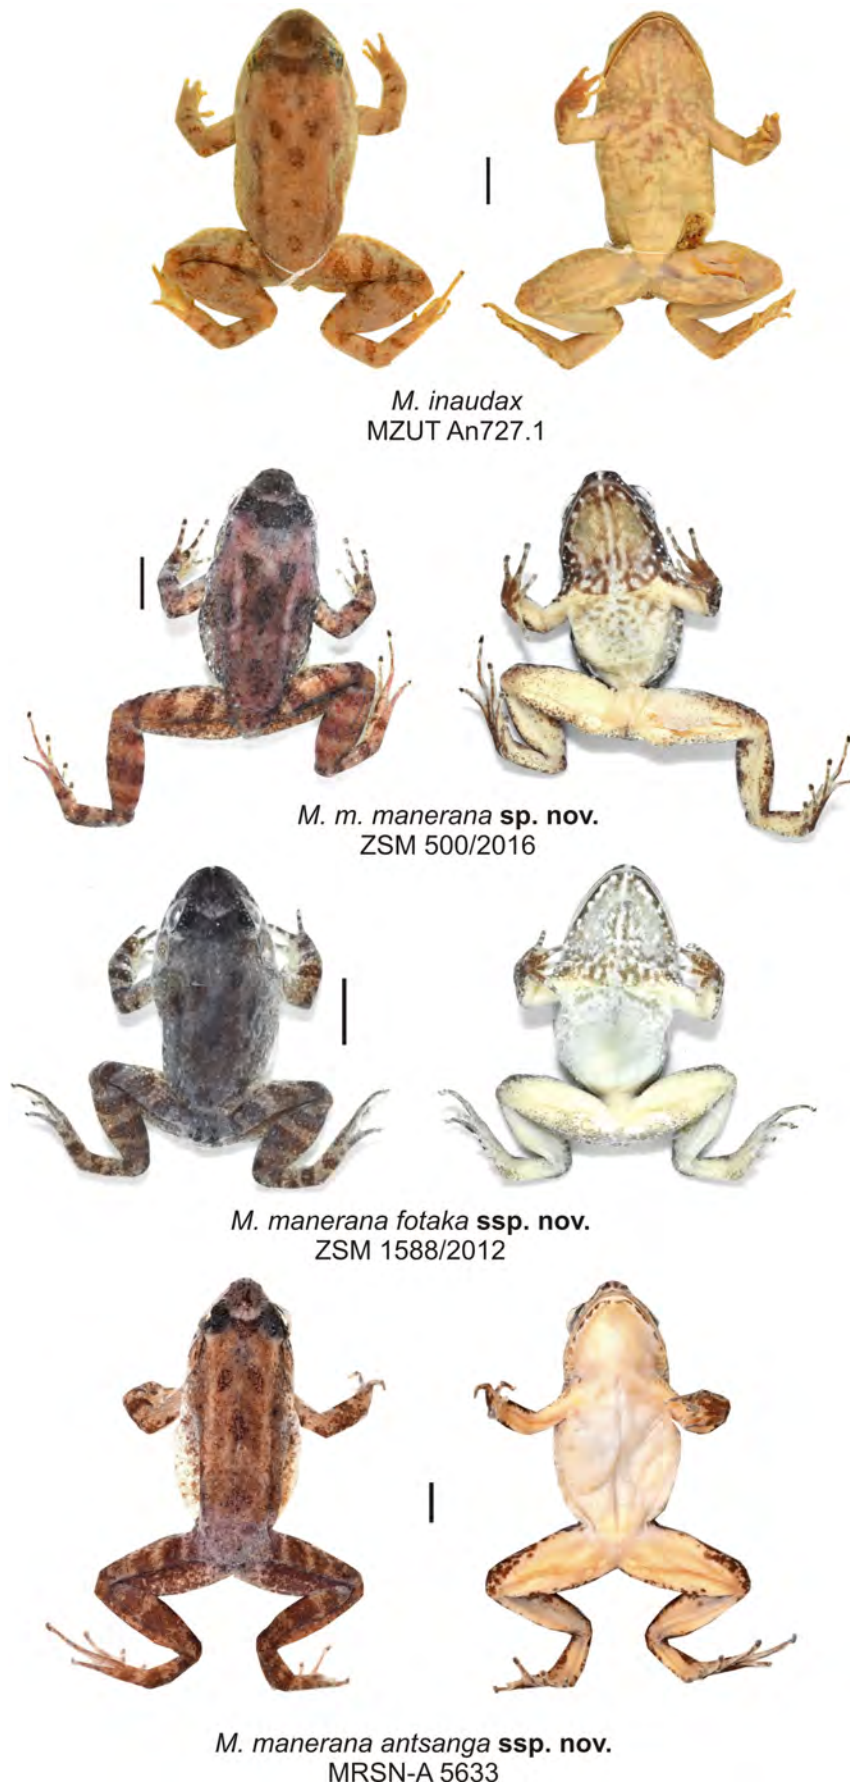 M. inaudax
MZUT An727.1
M. m. manerana sp. nov.
ZSM 500/2016
M. manerana fotaka ssp. nov.
ZSM 1588/2012
M. manerana antsanga ssp. nov.
MRSN-A 5633